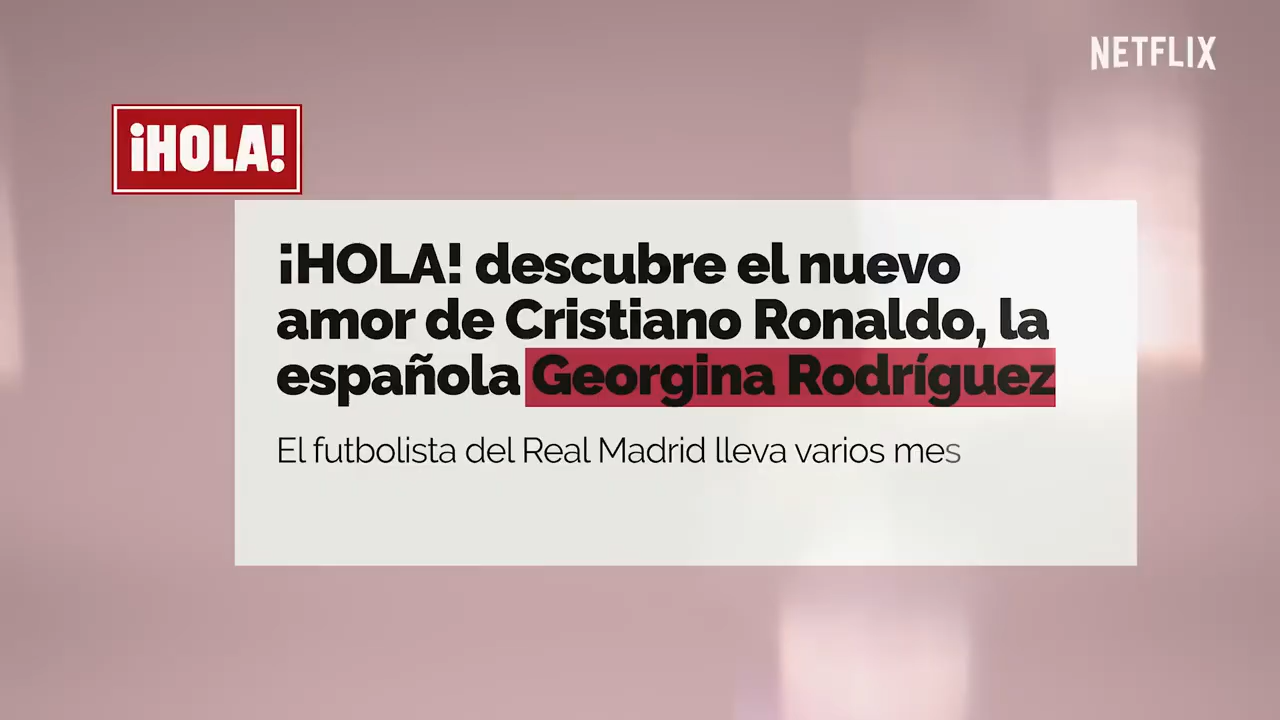 NETFLIX
¡HOLA!
¡HOLA! descubre el nuevo
amor de Cristiano Ronaldo, la
española Georgina Rodríguez
El futbolista del Real Madrid lleva varios mes